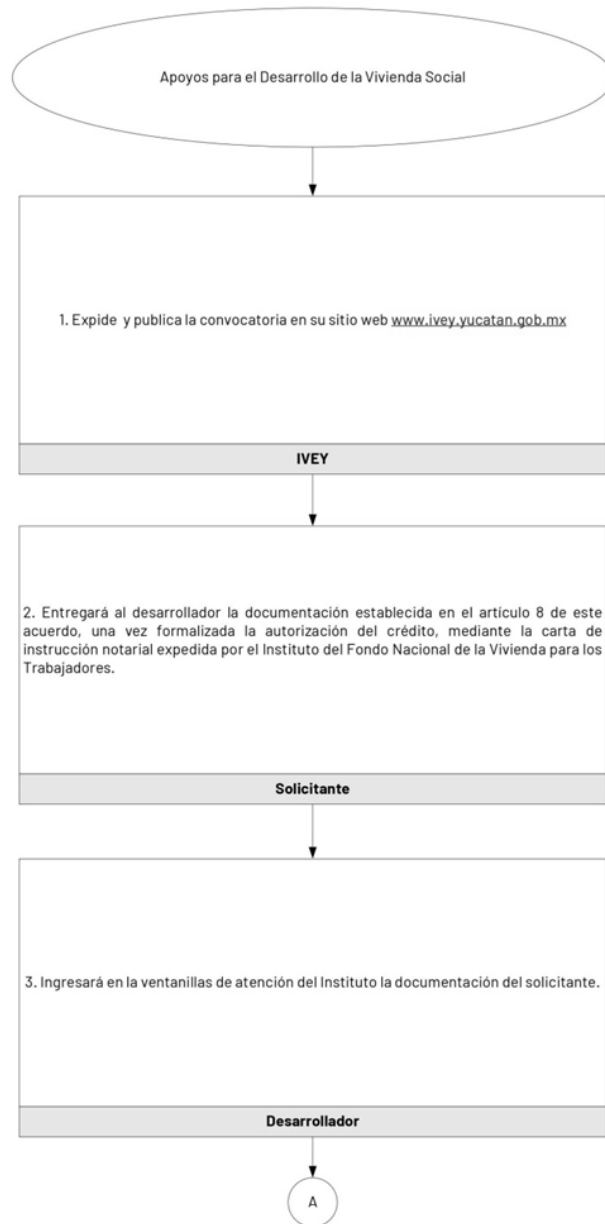 Apoyos para el Desarrollo de la Vivienda Social
1. Expide y publica la convocatoria en su sitio web www.ivey.yucatan.gob.mx
IVEY
2. Entregará al desarrollador la documentación establecida en el artículo 8 de este
acuerdo, una vez formalizada la autorización del crédito, mediante la carta de
instrucción notarial expedida por el Instituto del Fondo Nacional de la Vivienda para los
Trabajadores.
Solicitante
3. Ingresará en la ventanillas de atención del Instituto la documentación del solicitante.
Desarrollador
A